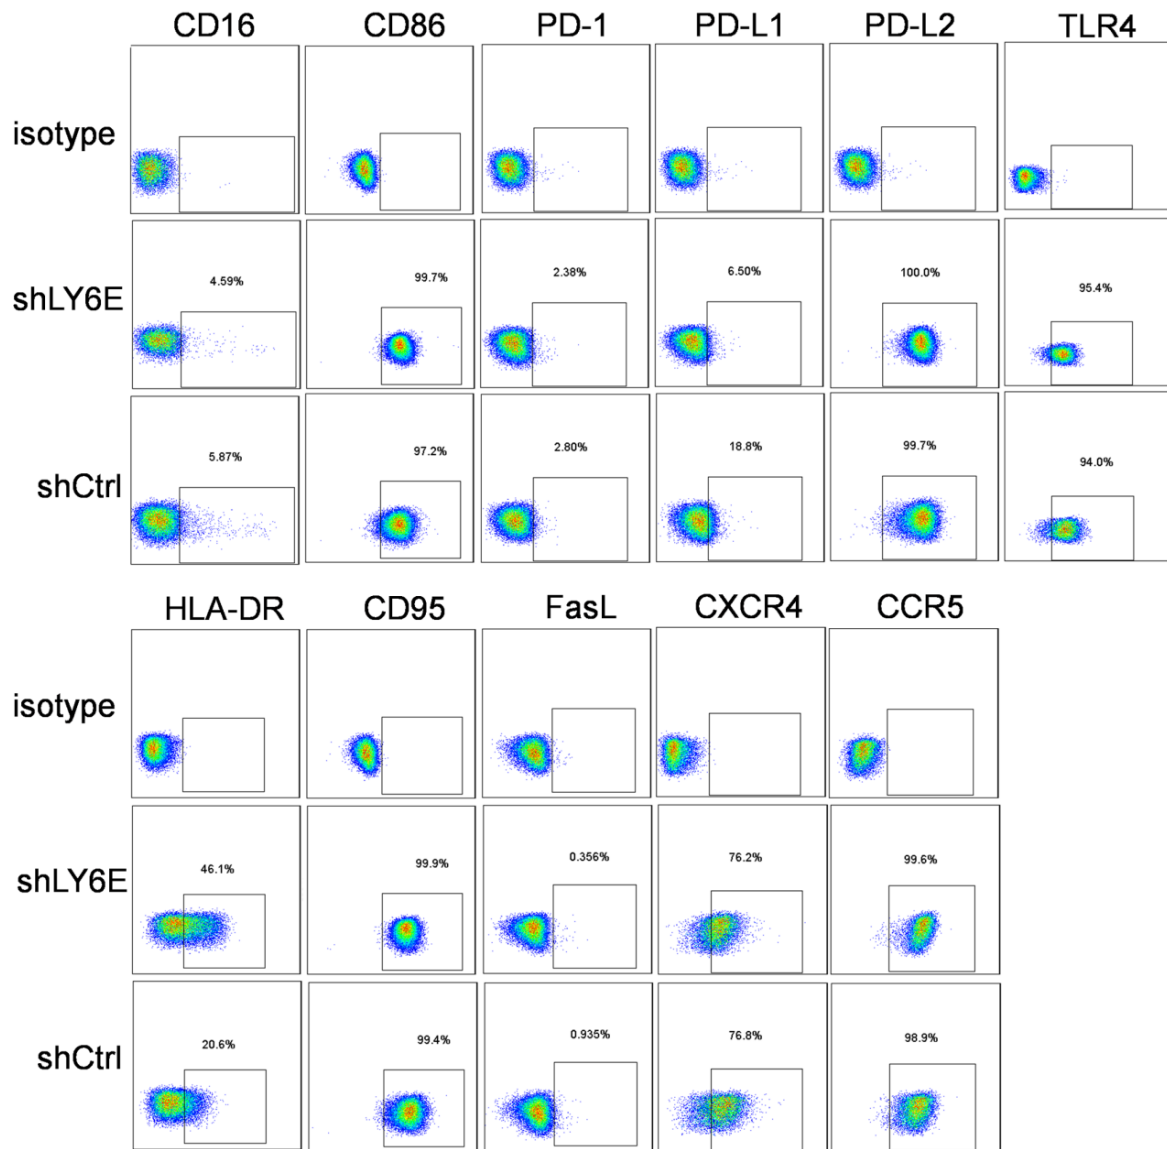 CD16 CD86 PD-1 PD-L1 PD-L2 TLR4
isotype
shLY6E 4.59% 99.7% 2.38% 6.50% 100.0% 95.4%
shCtrl 5.87% 97.2% 2.80% 18.8% 99.7% 94.0%
HLA-DR CD95 FasL CXCR4 CCR5
isotype
shLY6E 46.1% 99.9% 0.356% 76.2% 99.6%
shCtrl 20.6% 99.4% 0.935% 76.8% 98.9%